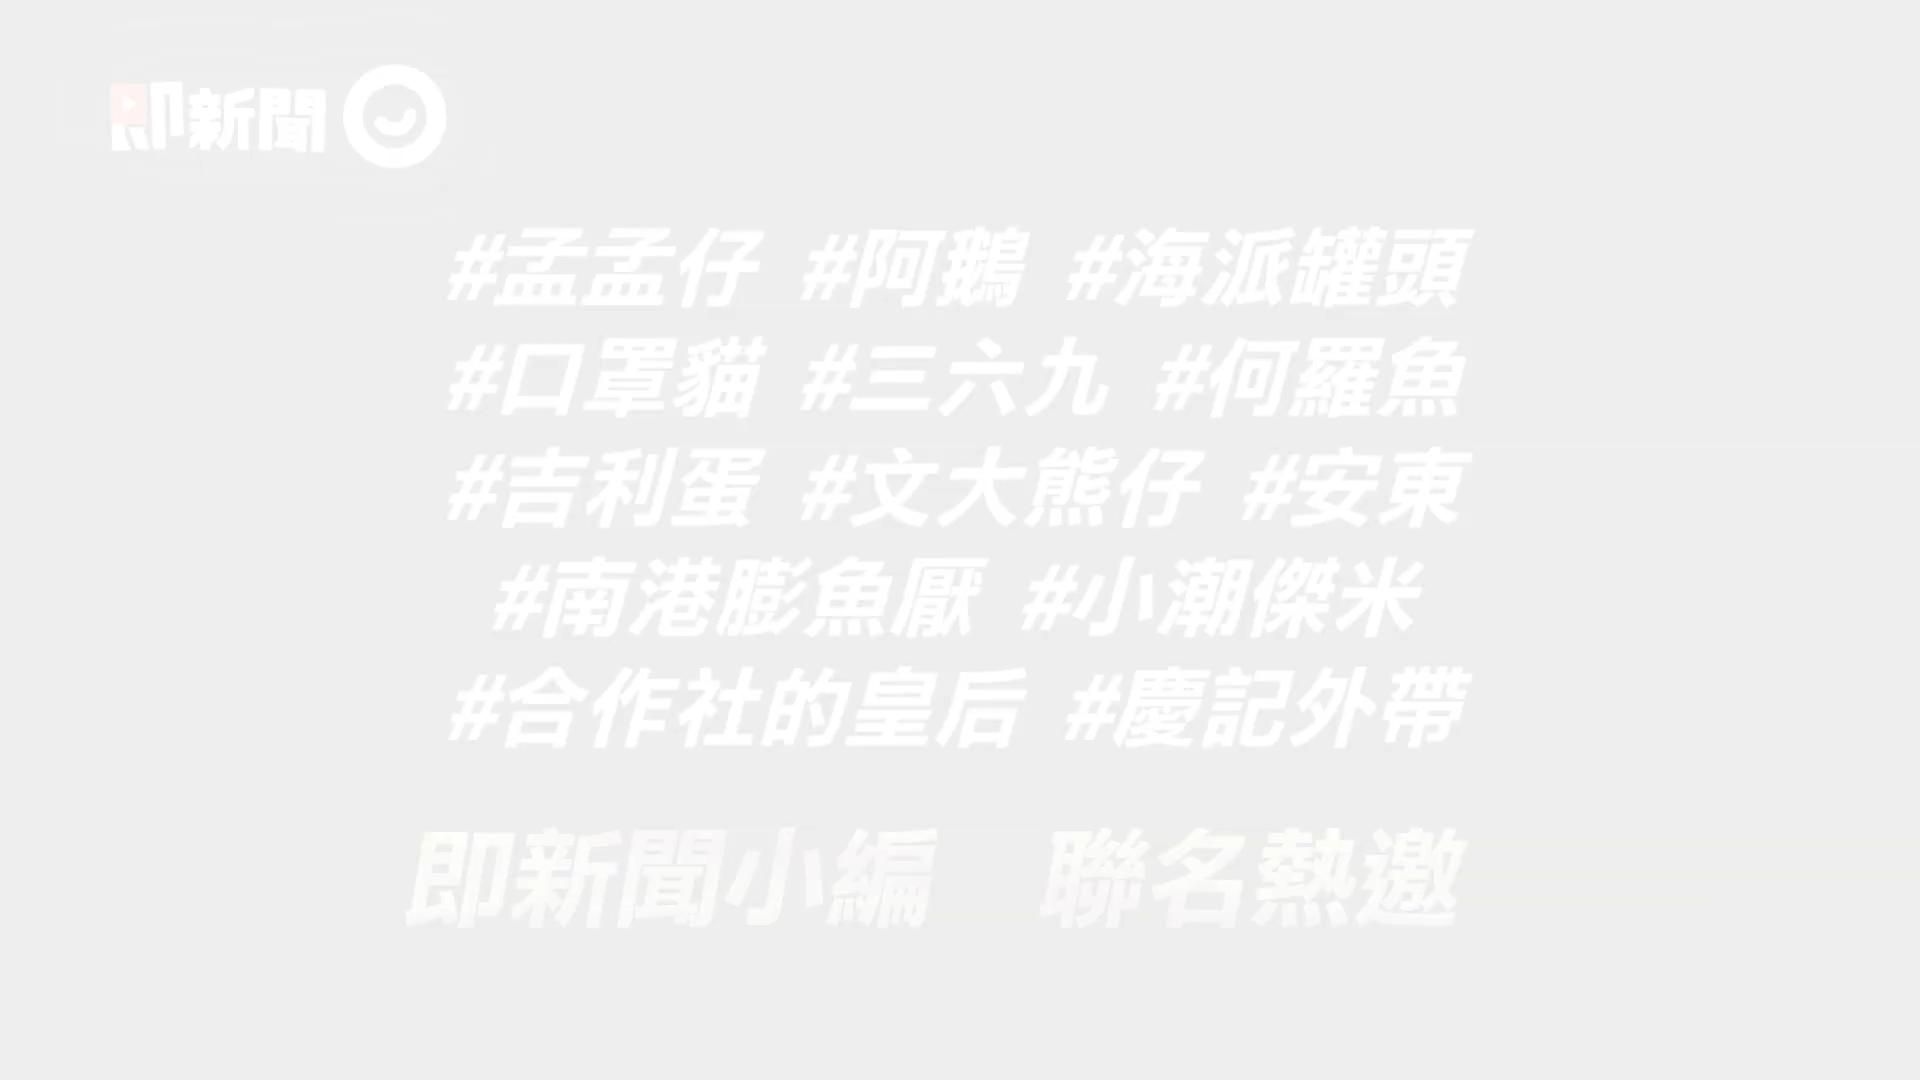 即新聞
#孟孟仔 #阿鵝 #海派罐頭
#口罩貓 #三六九 #何羅魚
#吉利蛋 #文大熊仔 #安東
#南港膨魚厭 #小潮傑米
#合作社的皇后 #慶記外帶
即新聞小編 聯名熱邀